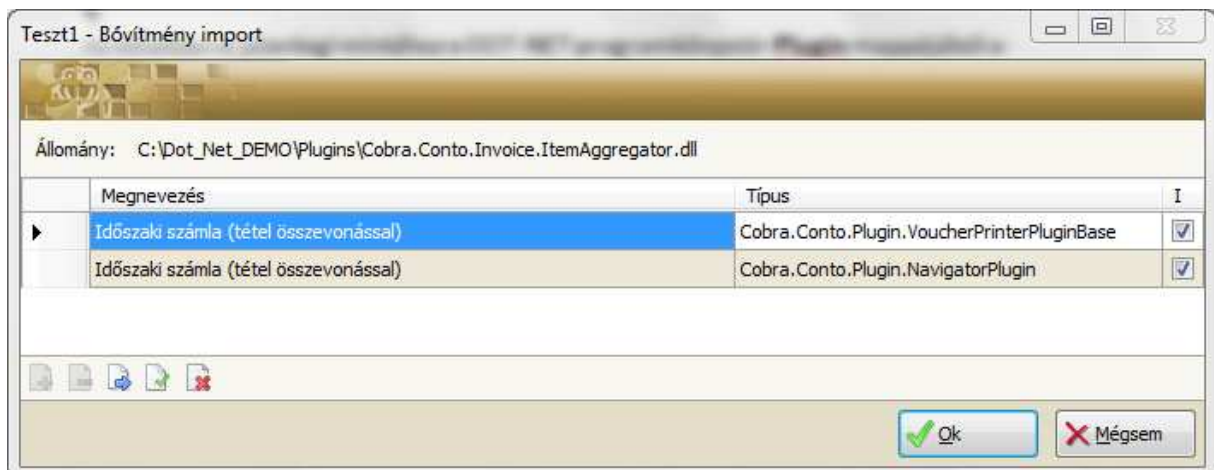 Teszt1 - Bővítmény import
Állomány: C:\Dot_Net_DEMO\Plugins\Cobra.Conto.Invoice.ItemAggregator.dll
Megnevezés Típus I
Időszaki számla (tétel összevonással) Cobra.Conto.Plugin.VoucherPrinterPluginBase
Időszaki számla (tétel összevonással) Cobra.Conto.Plugin.NavigatorPlugin
Ok Mégsem